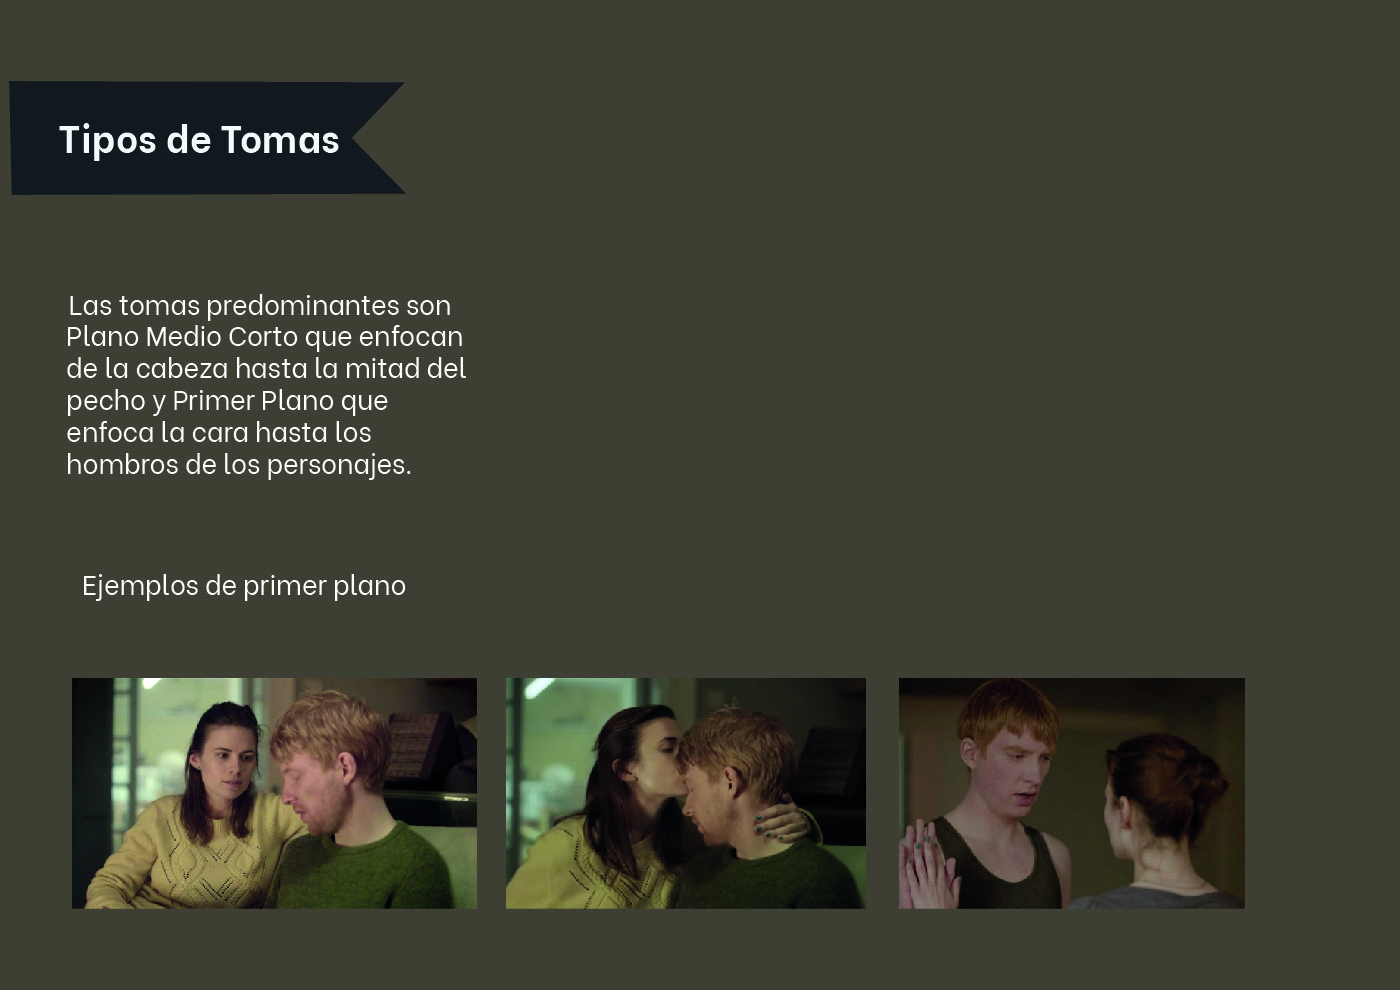 Tipos de Tomas
Las tomas predominantes son
Plano Medio Corto que enfocan
de la cabeza hasta la mitad del
pecho y Primer Plano que
enfoca la cara hasta los
hombros de los personajes.
Ejemplos de primer plano